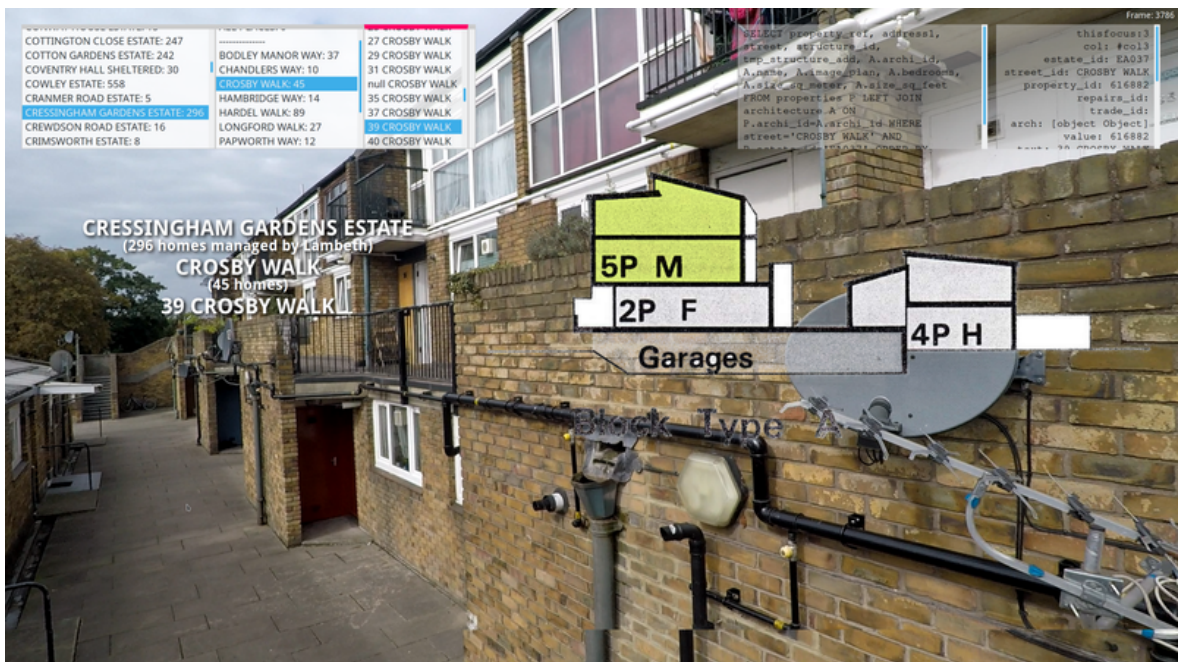 Frame: 3786
COTTINGTON CLOSE ESTATE: 247
COTTON GARDENS ESTATE: 242
COVENTRY HALL SHELTERED: 30
COWLEY ESTATE: 558
CRANMER ROAD ESTATE: 5
CRESSINGHAM GARDENS ESTATE: 296
CREWDSON ROAD ESTATE: 16
CRIMSWORTH ESTATE: 8
---------------
BODLEY MANOR WAY: 37
CHANDLERS WAY: 10
CROSBY WALK: 45
HAMBRIDGE WAY: 14
HARDEL WALK: 89
LONGFORD WALK: 27
PAPWORTH WAY: 12
27 CROSBY WALK
29 CROSBY WALK
31 CROSBY WALK
null CROSBY WALK
35 CROSBY WALK
37 CROSBY WALK
39 CROSBY WALK
40 CROSBY WALK
SELECT property_ref, address1,
street, structure_id,
tmp_structure_add, A.archi_id,
A.name, A.image_plan, A.bedrooms,
A.size_sq_meter, A.size_sq_feet
FROM properties P LEFT JOIN
architecture A ON
P.archi_id=A.archi_id WHERE
street='CROSBY WALK' AND
thisfocus:3
col: #col3
estate_id: EA037
street_id: CROSBY WALK
property_id: 616882
repairs_id:
trade_id:
arch: [object Object]
value: 616882
text: 39 CROSBY WALK
CRESSINGHAM GARDENS ESTATE
(296 homes managed by Lambeth)
CROSBY WALK
(45 homes)
39 CROSBY WALK
5P M
2P F
4P H
Garages
Block Type A